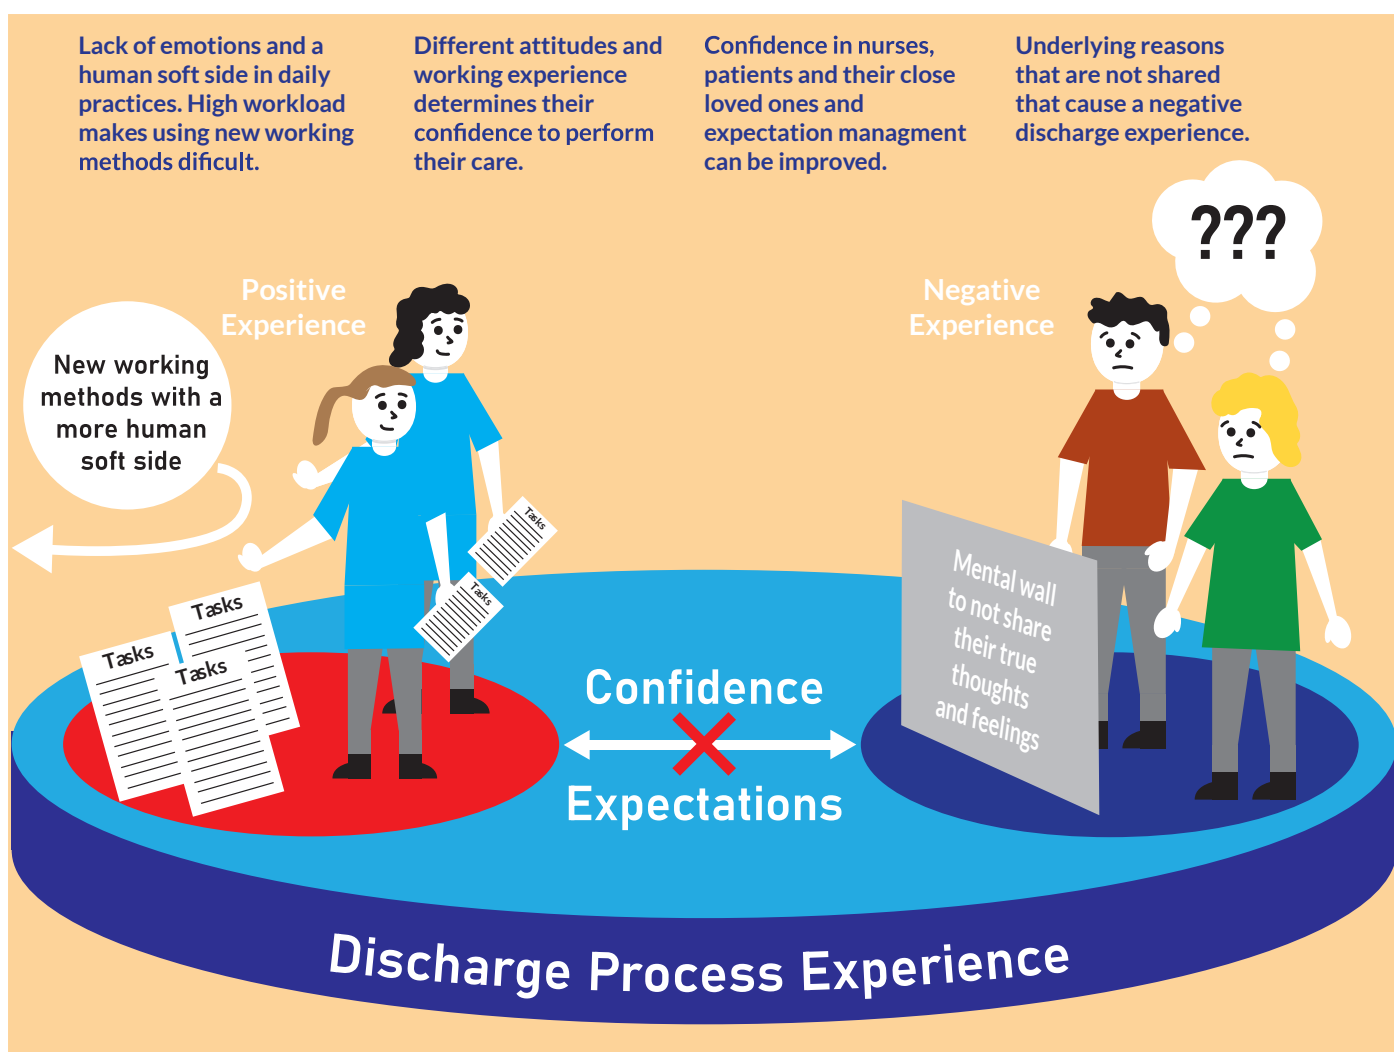 Lack of emotions and a
human soft side in daily
practices. High workload
makes using new working
methods dificult.
Different attitudes and
working experience
determines their
confidence to perform
their care.
Confidence in nurses,
patients and their close
loved ones and
expectation managment
can be improved.
Underlying reasons
that are not shared
that cause a negative
discharge experience.
???
Positive
Experience
Negative
Experience
New working
methods with a
more human
soft side
Tasks
Tasks
Tasks
Tasks
Tasks
Mental wall
to not share
their true
thoughts
and feelings
Confidence
Expectations
Discharge Process Experience